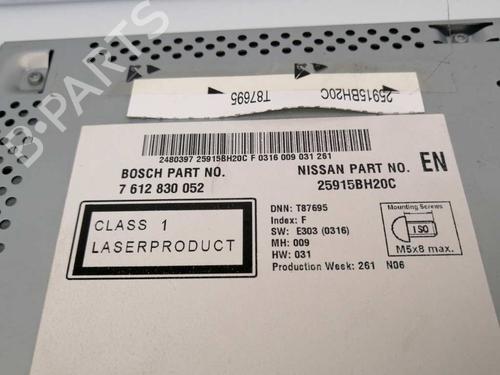 B-PARTS
T87695
25915BH20C
2480397 25915BH20C F 0316 009 031 261
BOSCH PART NO.
7 612 830 052
NISSAN PART NO.
25915BH20C
EN
CLASS 1
LASERPRODUCT
DNN: T87695
Index: F
SW: E303 (0316)
MH: 009
HW: 031
Production Week: 261 N06
Mounting Screws
ISO
M5x8 max.